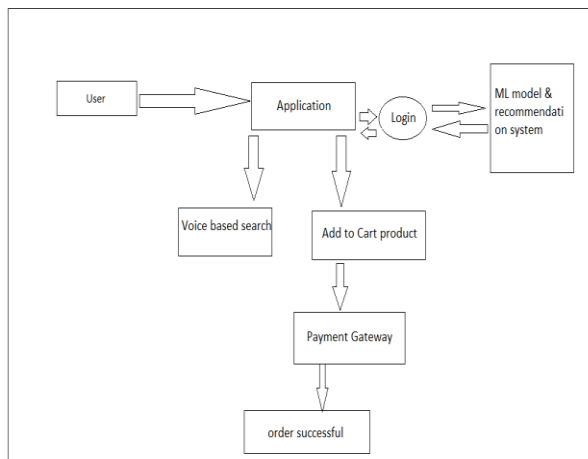 User
Application
Login
ML model &
recommendati
on system
Voice based search
Add to Cart product
Payment Gateway
order successful